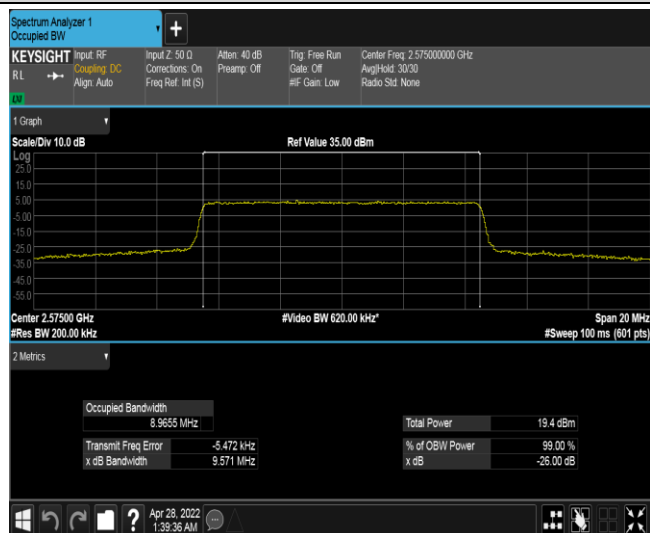 Spectrum Analyzer 1
Occupied BW
+
KEYSIGHT Input: RF Input Z: 50 Ω Atten: 40 dB Trig: Free Run Center Freq: 2.575000000 GHz
RL Coupling: DC Corrections: On Preamp: Off Gate: Off Avg|Hold: 30/30
Align: Auto Freq Ref: Int (S) #IF Gain: Low Radio Std: None
LXI
1 Graph
Scale/Div 10.0 dB Ref Value 35.00 dBm
Log
25.0
15.0
5.00
-5.00
-15.0
-25.0
-35.0
-45.0
-55.0
Center 2.57500 GHz #Video BW 620.00 kHz* Span 20 MHz
#Res BW 200.00 kHz #Sweep 100 ms (601 pts)
2 Metrics
Occupied Bandwidth
8.9655 MHz Total Power 19.4 dBm
Transmit Freq Error -5.472 kHz % of OBW Power 99.00 %
x dB Bandwidth 9.571 MHz x dB -26.00 dB
? Apr 28, 2022
1:39:36 AM